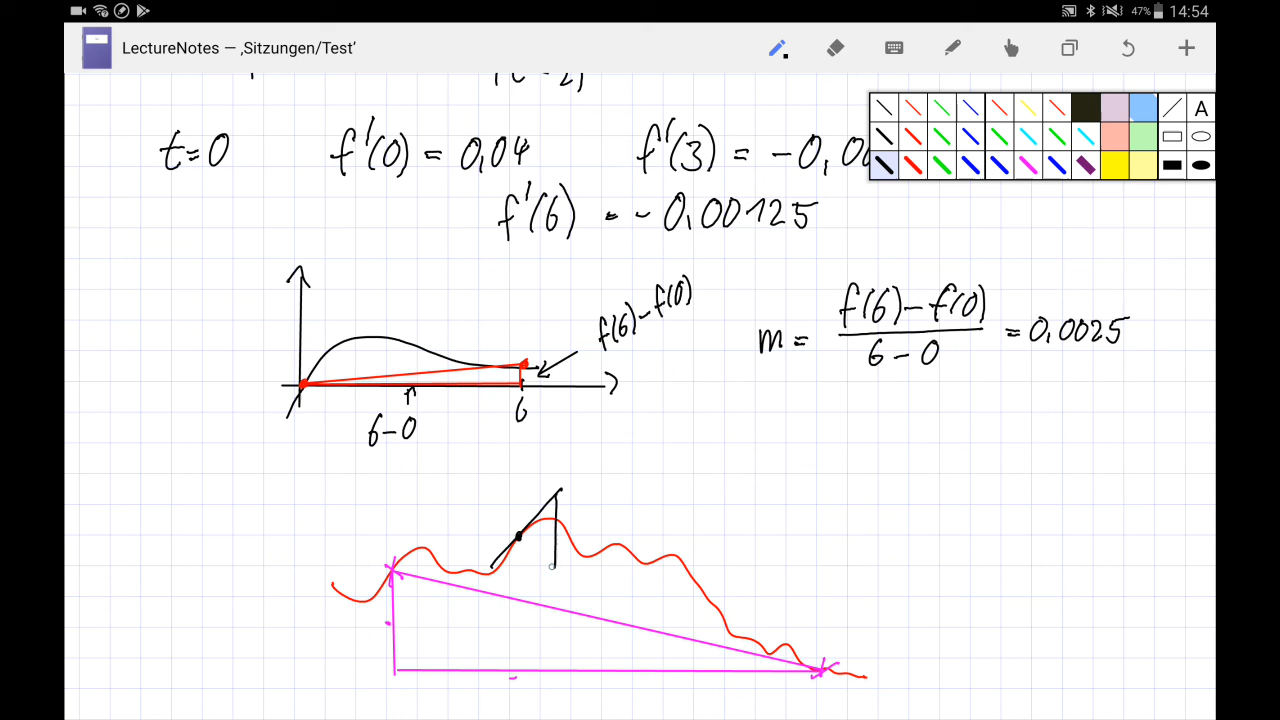 47% 14:54
LectureNotes – ‚Sitzungen/Test’
A
t=0 f'(0) = 0,04 f'(3) = -0,00
f'(6) = -0,00125
f(6)-f(0)
m = f(6)-f(0) / 6-0 = 0,0025
6
6-0